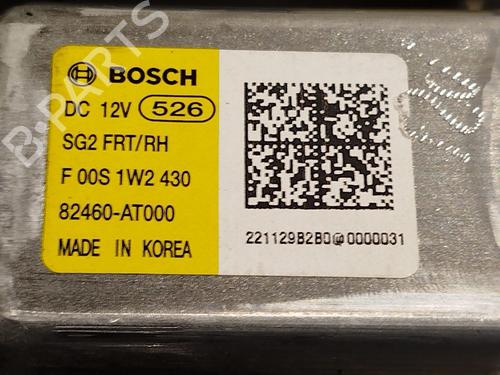 BOSCH
DC 12V 526
SG2 FRT/RH
F 00S 1W2 430
82460-AT000
MADE IN KOREA
221129B2B0@0000031
B-PARTS